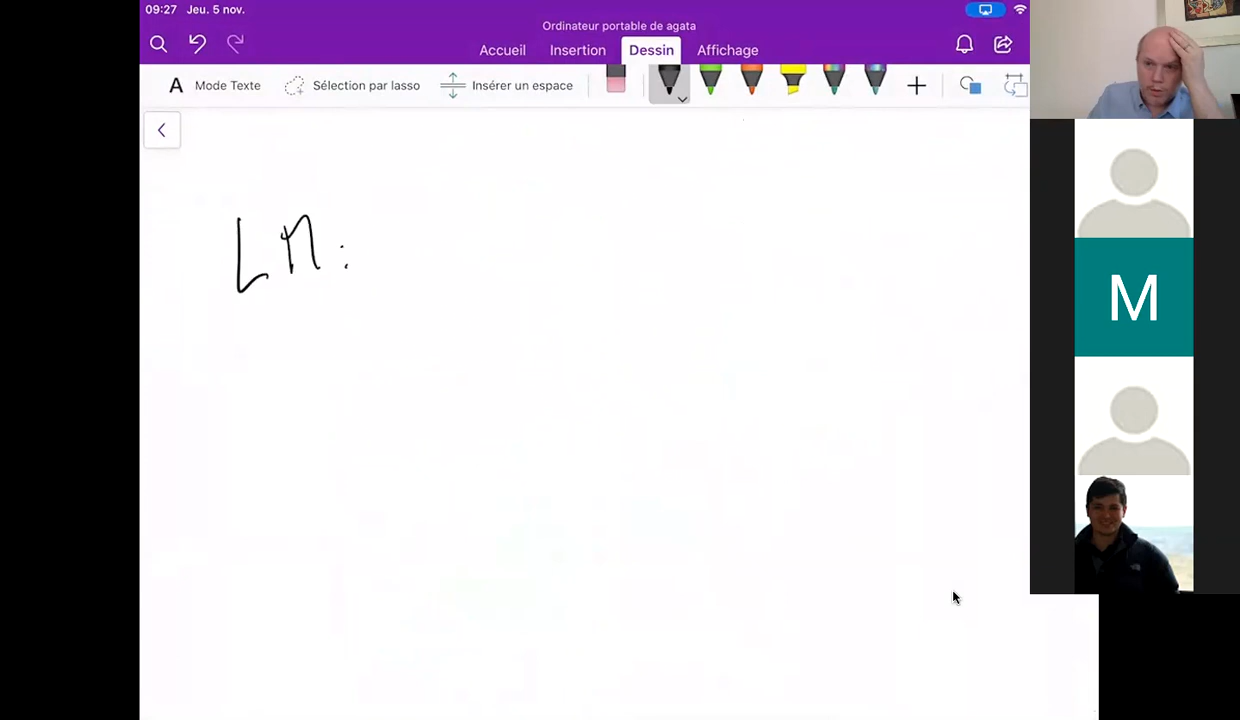 09:27 Jeu. 5 nov.
Ordinateur portable de agata
Accueil Insertion Dessin Affichage
A Mode Texte Sélection par lasso Insérer un espace
LM:
M